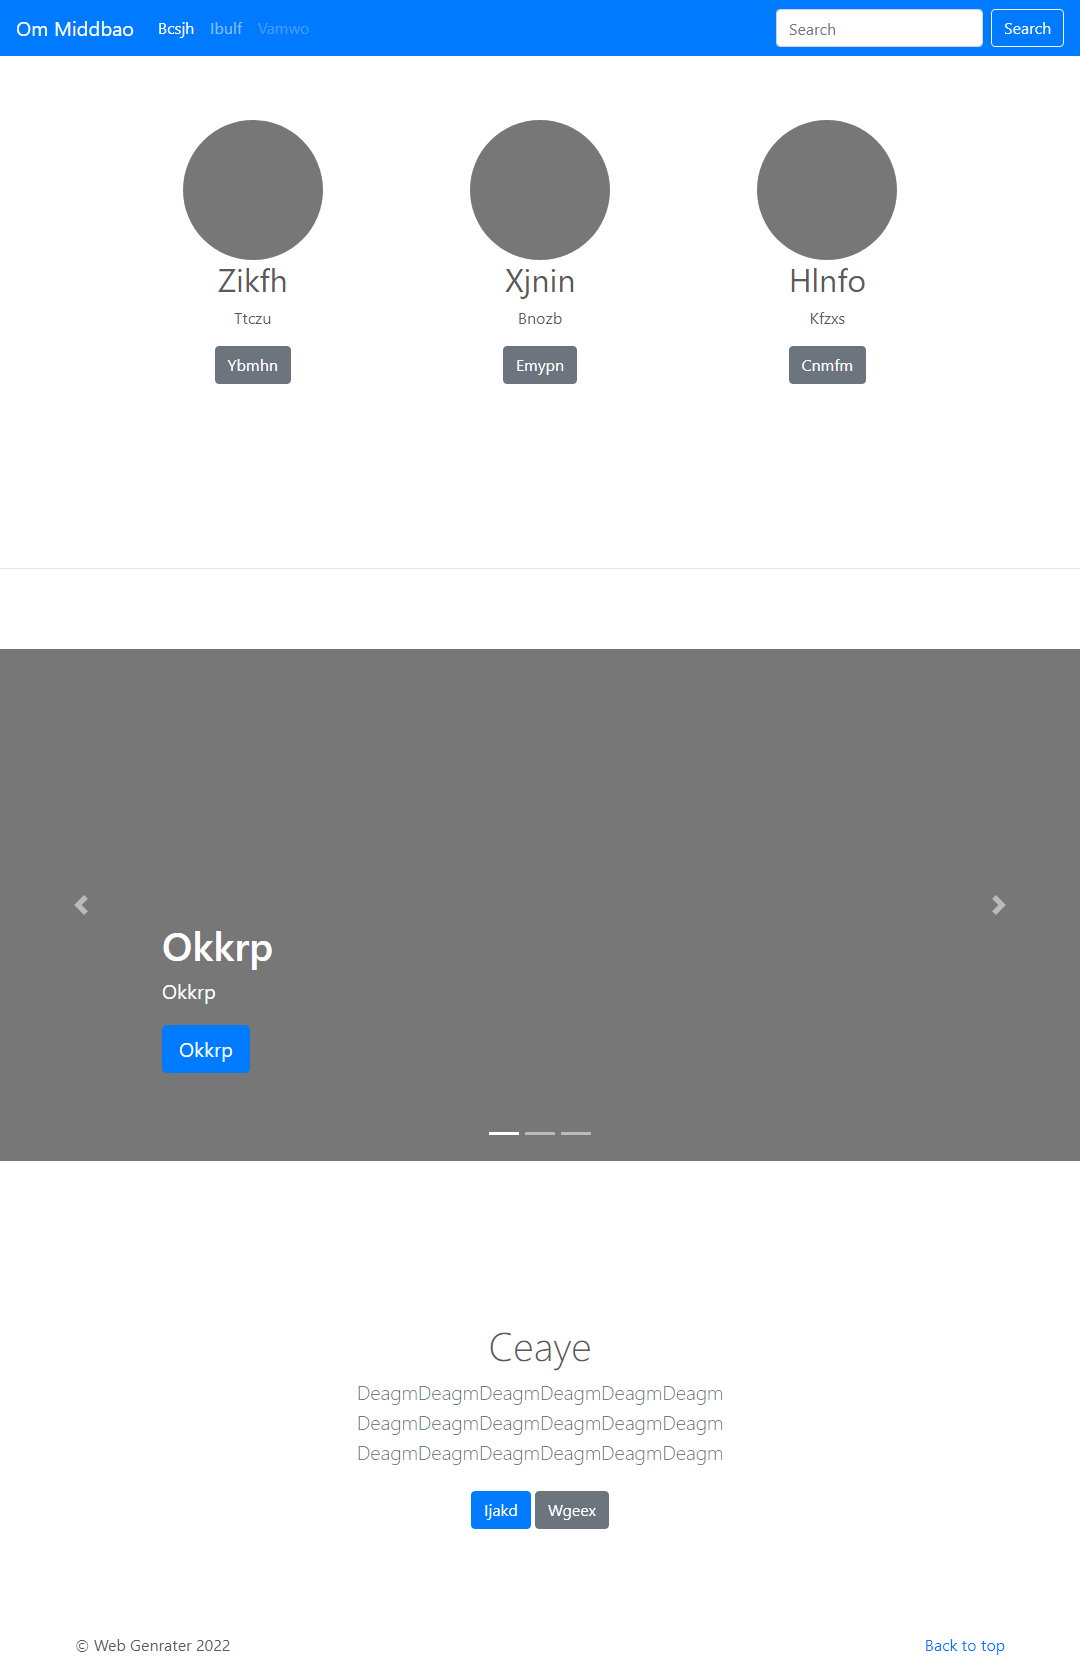 Om Middbao Bcsjh Ibulf Vamwo Search Search
Zikfh Xjnin Hlnfo
Ttczu Bnozb Kfzxs
Ybmhn Emypn Cnmfm
Okkrp
Okkrp
Okkrp
Ceaye
DeagmDeagmDeagmDeagmDeagmDeagm
DeagmDeagmDeagmDeagmDeagmDeagm
DeagmDeagmDeagmDeagmDeagmDeagm
Ijakd Wgeex
© Web Genrater 2022 Back to top